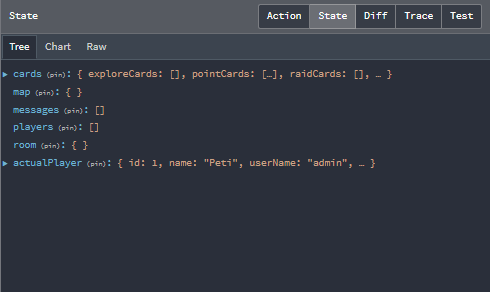 State Action State Diff Trace Test
Tree Chart Raw
▶ cards (pin): { exploreCards: [], pointCards: […], raidCards: [], … }
map (pin): { }
messages (pin): []
players (pin): []
room (pin): { }
▶ actualPlayer (pin): { id: 1, name: "Peti", userName: "admin", … }